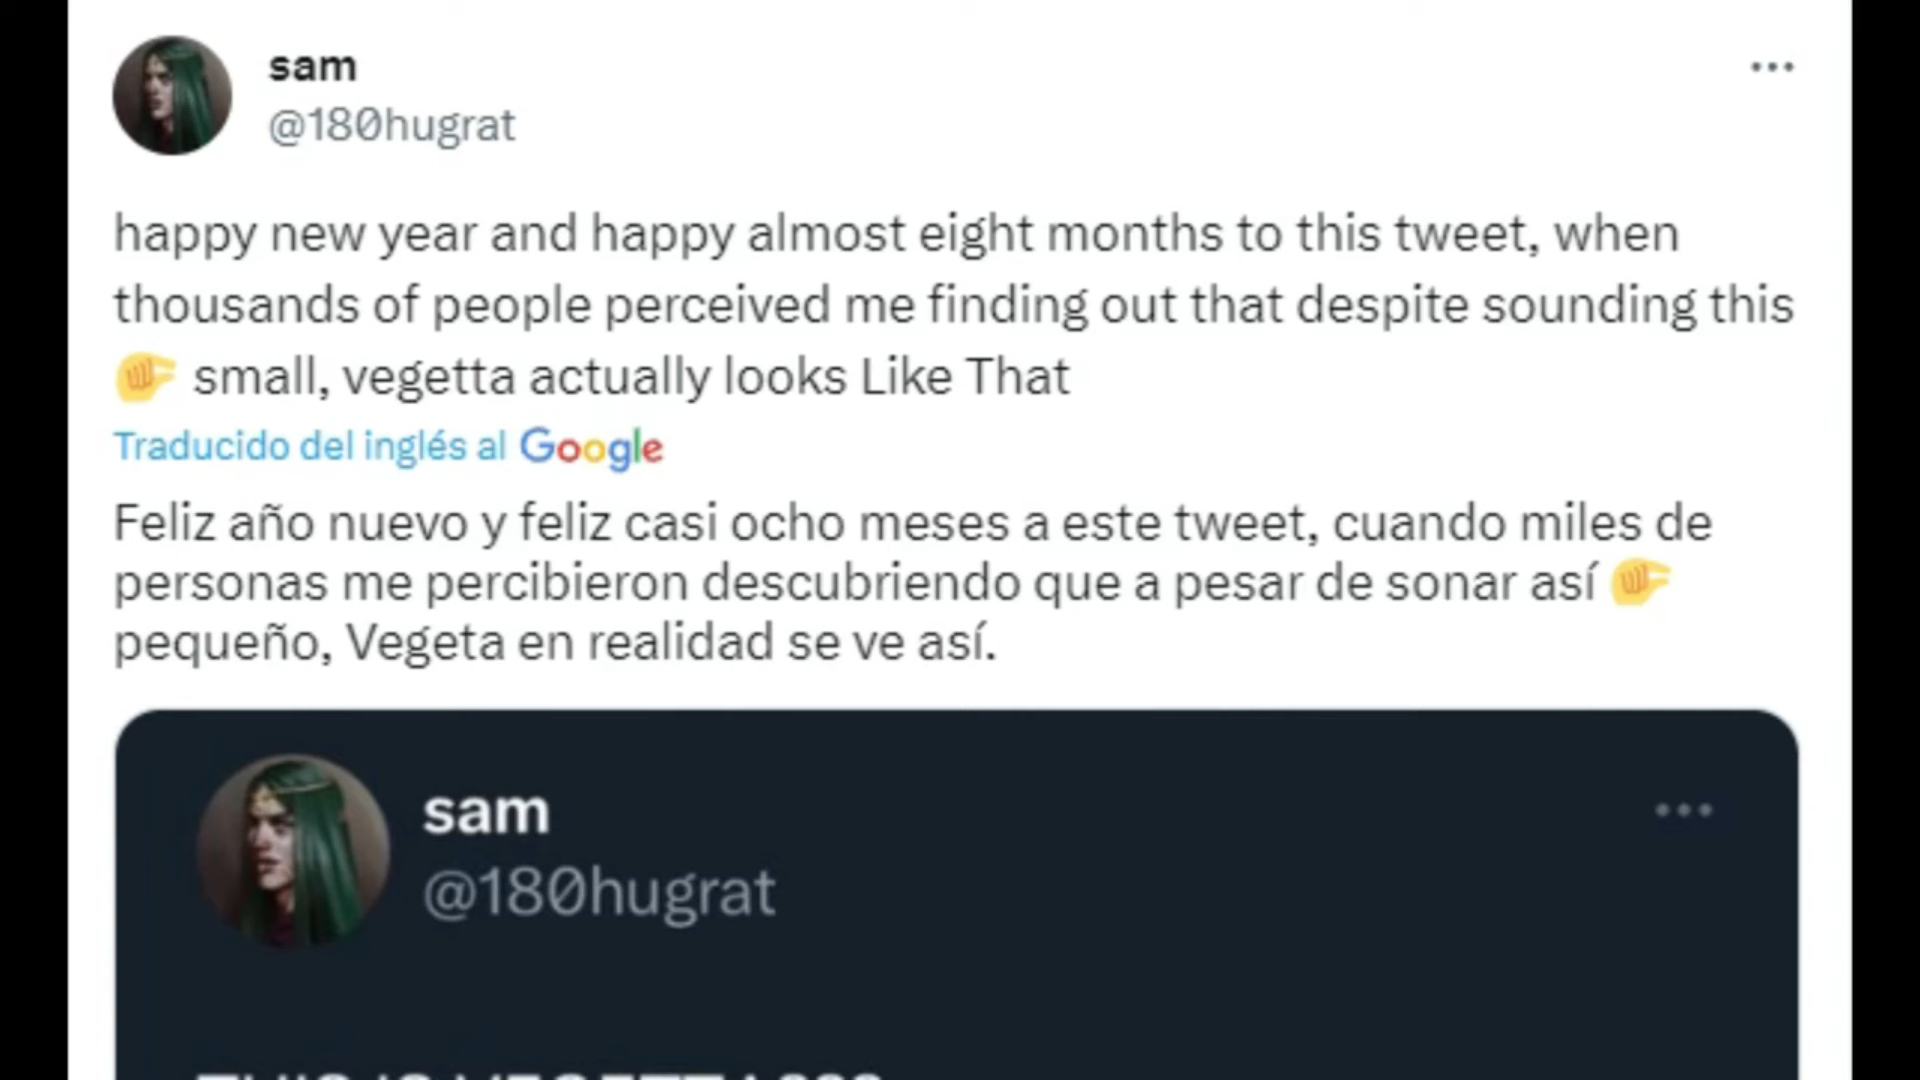 sam
@180hugrat
happy new year and happy almost eight months to this tweet, when
thousands of people perceived me finding out that despite sounding this
🤏 small, vegetta actually looks Like That
Traducido del inglés al Google
Feliz año nuevo y feliz casi ocho meses a este tweet, cuando miles de
personas me percibieron descubriendo que a pesar de sonar así 🤏
pequeño, Vegeta en realidad se ve así.
sam
@180hugrat